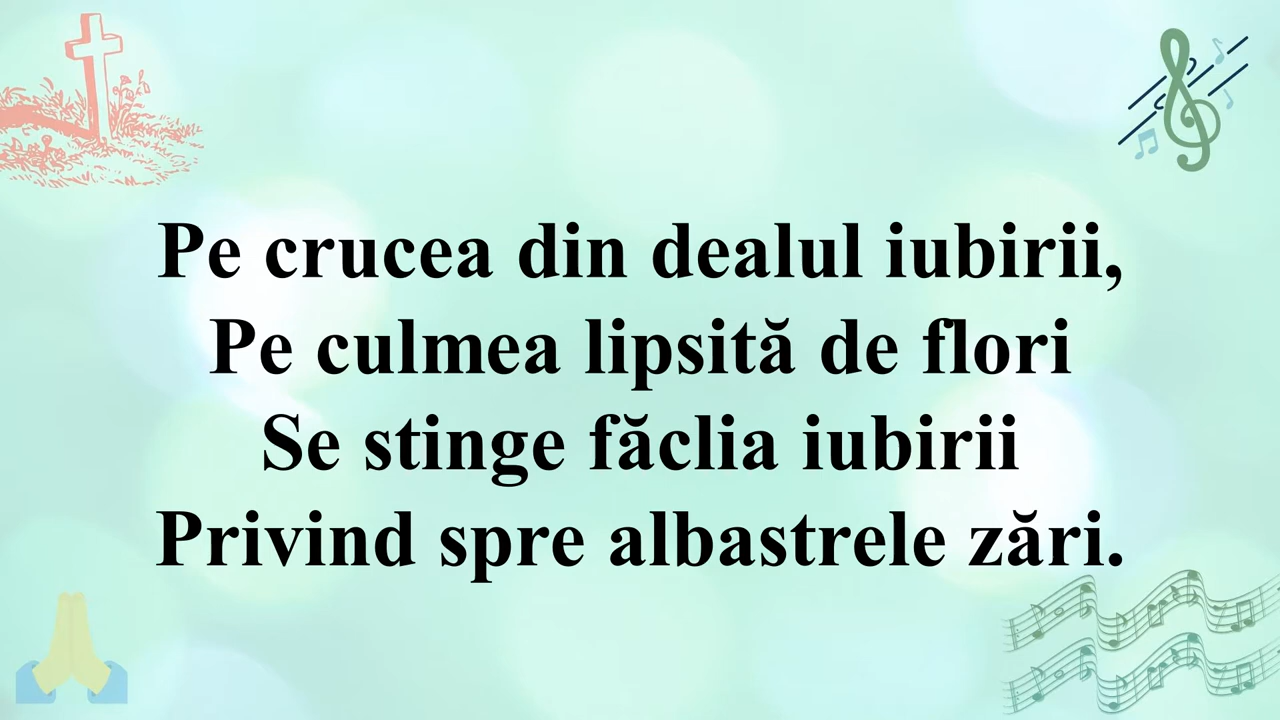 Pe crucea din dealul iubirii,
Pe culmea lipsită de flori
Se stinge făclia iubirii
Privind spre albastrele zări.